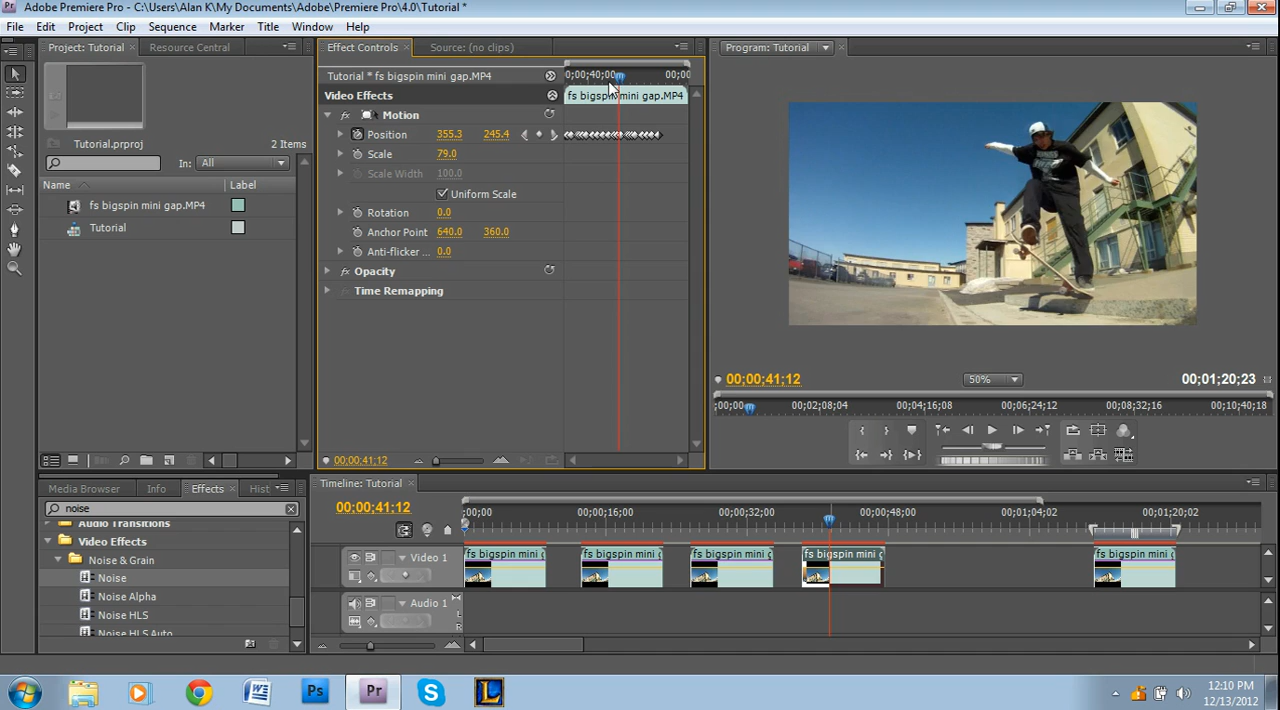 Adobe Premiere Pro - C:\Users\Alan K\My Documents\Adobe\Premiere Pro\4.0\Tutorial *
File Edit Project Clip Sequence Marker Title Window Help
Project: Tutorial
Resource Central
Tutorial.prproj
2 Items
In: All
Name
Label
fs bigspin mini gap.MP4
Tutorial
Effect Controls
Source: (no clips)
Tutorial * fs bigspin mini gap.MP4
0;00;40;00
00;00
Video Effects
fs bigspin mini gap.MP4
Motion
Position 355.3 245.4
Scale 79.0
Scale Width 100.0
Uniform Scale
Rotation 0.0
Anchor Point 640.0 360.0
Anti-flicker ... 0.0
Opacity
Time Remapping
00;00;41;12
Program: Tutorial
00;00;41;12
50%
00;01;20;23
;00;00 00;02;08;04 00;04;16;08 00;06;24;12 00;08;32;16 00;10;40;18
Media Browser
Info
Effects
Hist
noise
Audio Transitions
Video Effects
Noise & Grain
Noise
Noise Alpha
Noise HLS
Noise HLS Auto
Timeline: Tutorial
00;00;41;12
;00;00 00;00;16;00 00;00;32;00 00;00;48;00 00;01;04;02 00;01;20;02
Video 1
fs bigspin mini g
fs bigspin mini g
fs bigspin mini g
fs bigspin mini g
fs bigspin mini g
Audio 1
L
R
Ps
Pr
12:10 PM
12/13/2012